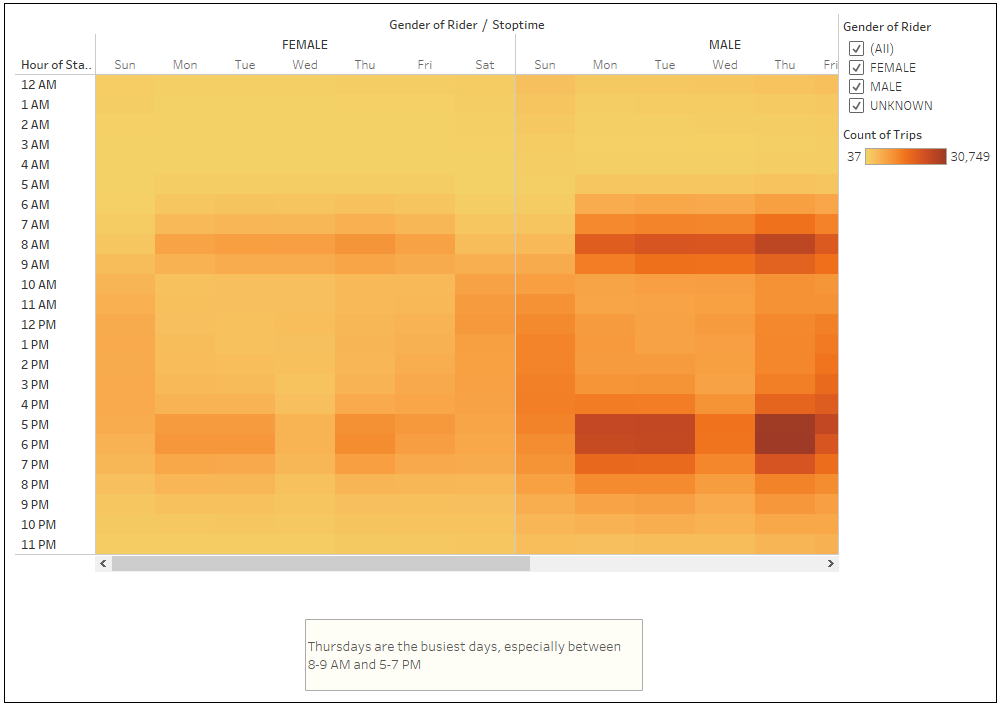 Gender of Rider / Stoptime
FEMALE MALE
Hour of Sta.. Sun Mon Tue Wed Thu Fri Sat Sun Mon Tue Wed Thu Fri
12 AM
1 AM
2 AM
3 AM
4 AM
5 AM
6 AM
7 AM
8 AM
9 AM
10 AM
11 AM
12 PM
1 PM
2 PM
3 PM
4 PM
5 PM
6 PM
7 PM
8 PM
9 PM
10 PM
11 PM
Gender of Rider
(All)
FEMALE
MALE
UNKNOWN
Count of Trips
37 30,749
Thursdays are the busiest days, especially between
8-9 AM and 5-7 PM